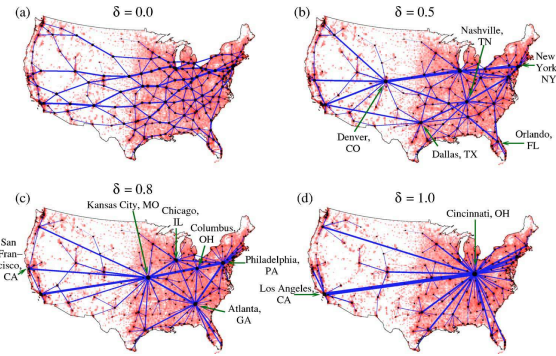 (a) δ = 0.0
(b) δ = 0.5
Nashville,
TN
New
York
NY
Denver,
CO
Dallas, TX
Orlando,
FL
(c) δ = 0.8
Kansas City, MO
Chicago,
IL
Columbus,
OH
San
Fran–
cisco,
CA
Philadelphia,
PA
Atlanta,
GA
(d) δ = 1.0
Cincinnati, OH
Los Angeles,
CA